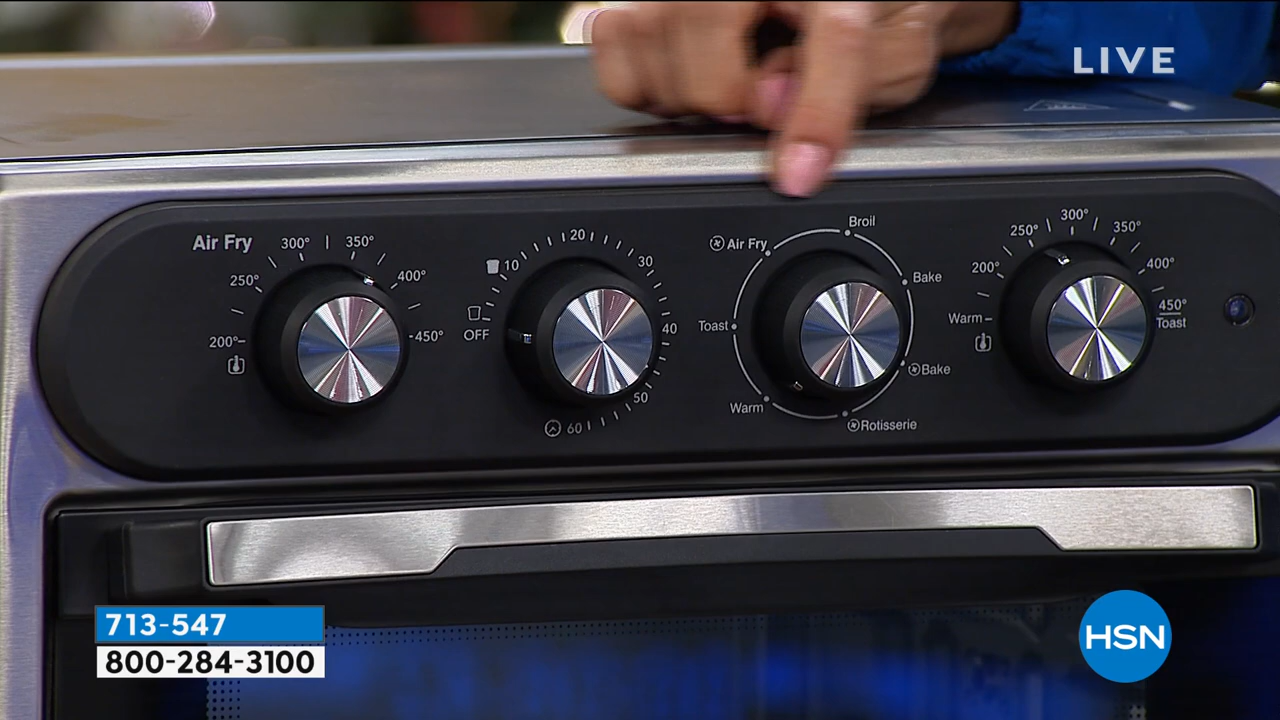 LIVE
Air Fry
200°
250°
300°
350°
400°
450°
OFF
10
20
30
40
50
60
Air Fry
Broil
Bake
Bake
Rotisserie
Warm
Toast
Warm
200°
250°
300°
350°
400°
450°
Toast
713-547
800-284-3100
HSN